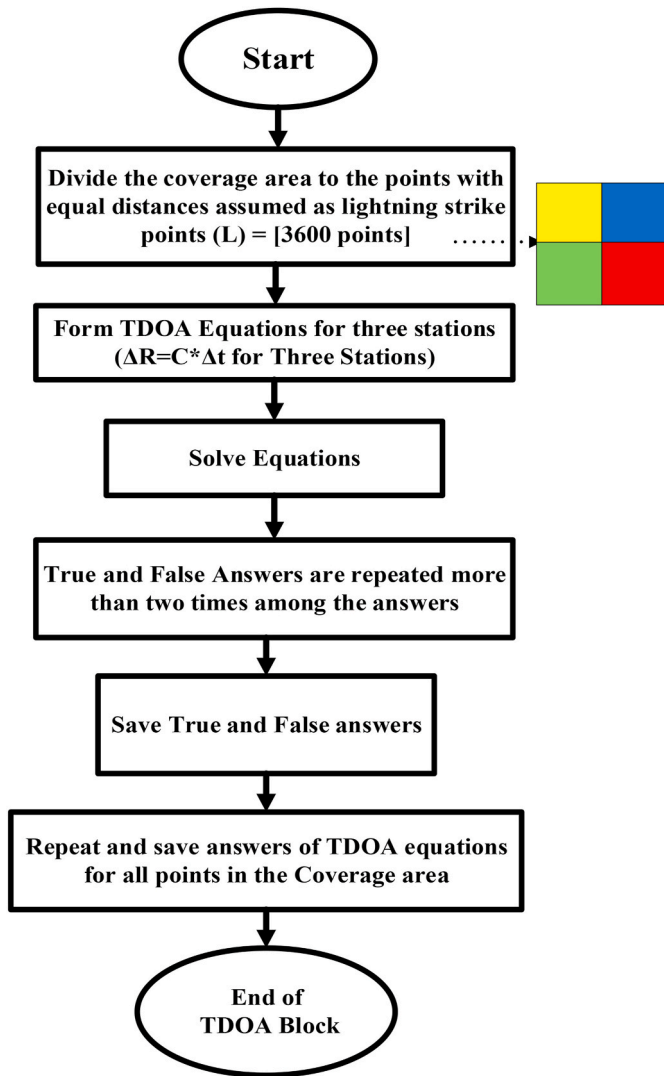 Start
Divide the coverage area to the points with
equal distances assumed as lightning strike
points (L) = [3600 points]
Form TDOA Equations for three stations
(ΔR=C*Δt for Three Stations)
Solve Equations
True and False Answers are repeated more
than two times among the answers
Save True and False answers
Repeat and save answers of TDOA equations
for all points in the Coverage area
End of
TDOA Block